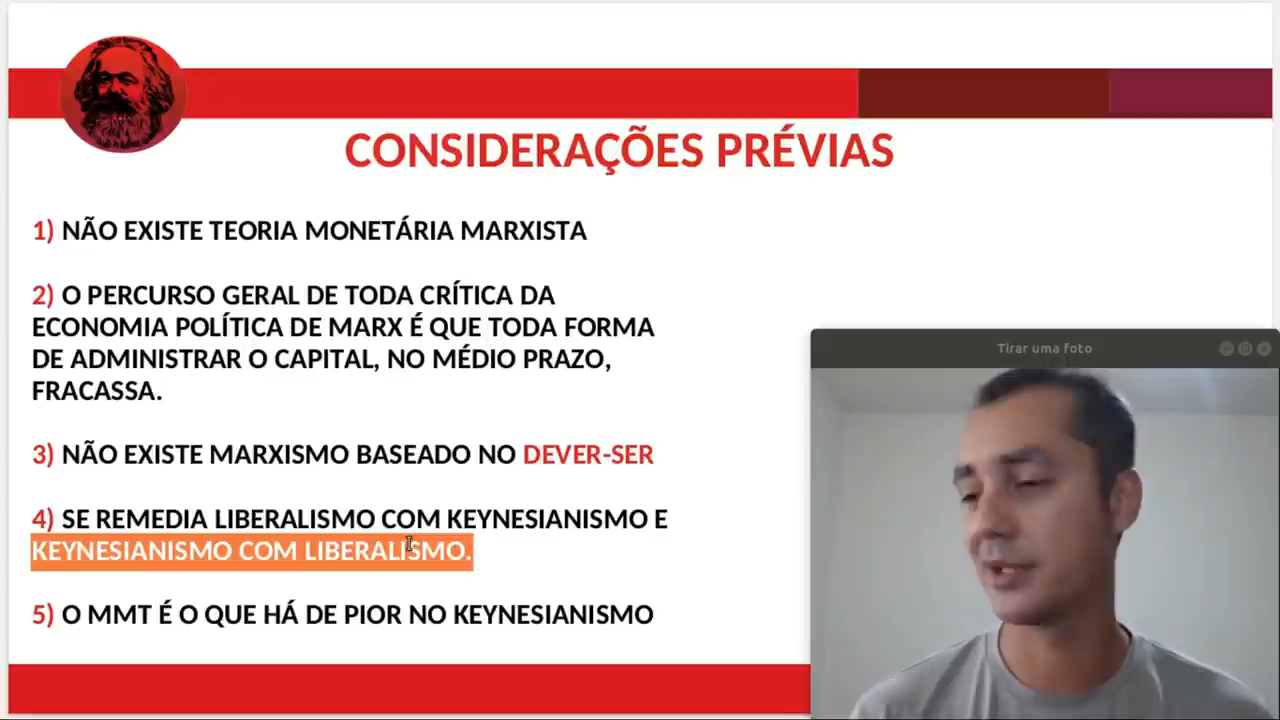 CONSIDERAÇÕES PRÉVIAS
1) NÃO EXISTE TEORIA MONETÁRIA MARXISTA
2) O PERCURSO GERAL DE TODA CRÍTICA DA
ECONOMIA POLÍTICA DE MARX É QUE TODA FORMA
DE ADMINISTRAR O CAPITAL, NO MÉDIO PRAZO,
FRACASSA.
3) NÃO EXISTE MARXISMO BASEADO NO DEVER-SER
4) SE REMEDIA LIBERALISMO COM KEYNESIANISMO E
KEYNESIANISMO COM LIBERALISMO.
5) O MMT É O QUE HÁ DE PIOR NO KEYNESIANISMO
Tirar uma foto